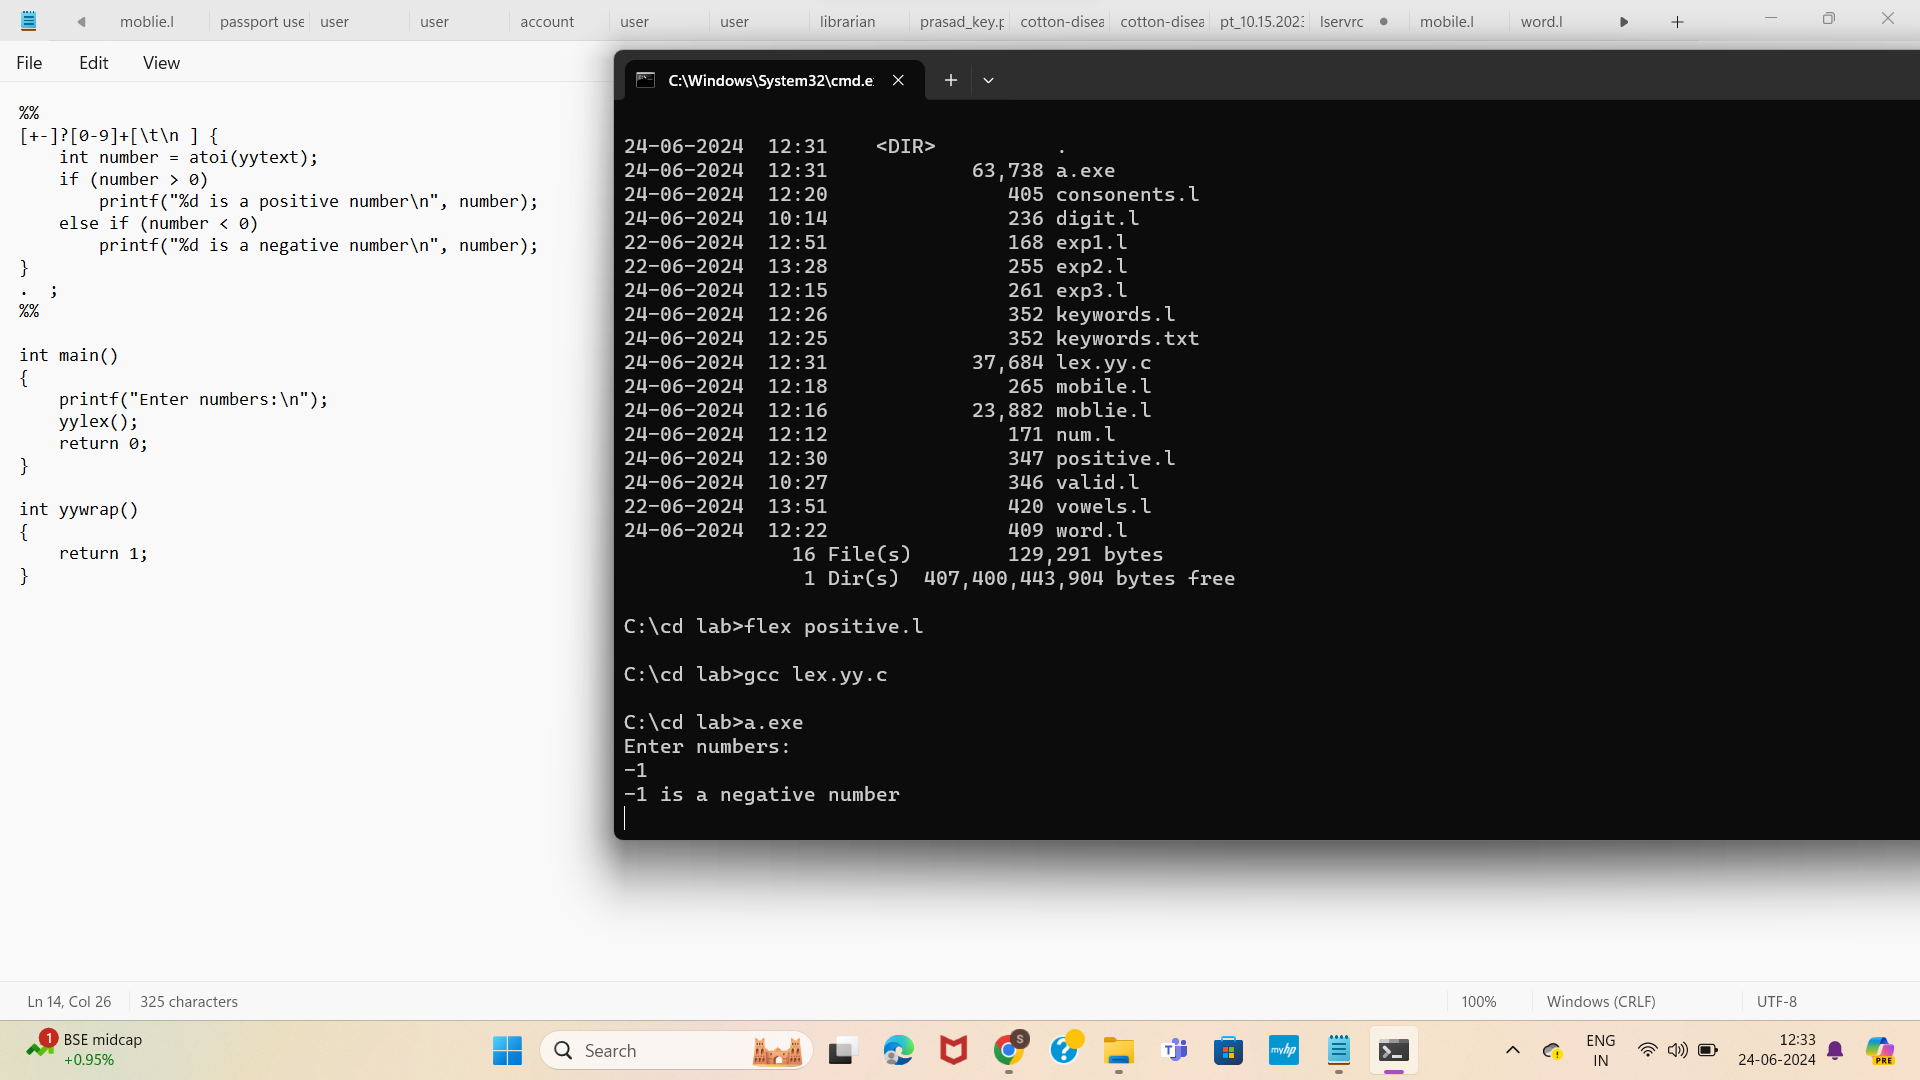 moblie.l
passport use
user
user
account
user
user
librarian
prasad_key.p
cotton-disea
cotton-disea
pt_10.15.2023
lservrc
mobile.l
word.l
File Edit View
%%
[+-]?[0-9]+[\t\n ] {
    int number = atoi(yytext);
    if (number > 0)
        printf("%d is a positive number\n", number);
    else if (number < 0)
        printf("%d is a negative number\n", number);
}
.  ;
%%
int main()
{
    printf("Enter numbers:\n");
    yylex();
    return 0;
}
int yywrap()
{
    return 1;
}
C:\Windows\System32\cmd.e
24-06-2024  12:31    <DIR>          .
24-06-2024  12:31            63,738 a.exe
24-06-2024  12:20               405 consonents.l
24-06-2024  10:14               236 digit.l
22-06-2024  12:51               168 exp1.l
22-06-2024  13:28               255 exp2.l
24-06-2024  12:15               261 exp3.l
24-06-2024  12:26               352 keywords.l
24-06-2024  12:25               352 keywords.txt
24-06-2024  12:31            37,684 lex.yy.c
24-06-2024  12:18               265 mobile.l
24-06-2024  12:16            23,882 moblie.l
24-06-2024  12:12               171 num.l
24-06-2024  12:30               347 positive.l
24-06-2024  10:27               346 valid.l
22-06-2024  13:51               420 vowels.l
24-06-2024  12:22               409 word.l
              16 File(s)        129,291 bytes
               1 Dir(s)  407,400,443,904 bytes free
C:\cd lab>flex positive.l
C:\cd lab>gcc lex.yy.c
C:\cd lab>a.exe
Enter numbers:
-1
-1 is a negative number
Ln 14, Col 26
325 characters
100%
Windows (CRLF)
UTF-8
1
BSE midcap
+0.95%
Search
S
?
myhp
ENG
IN
12:33
24-06-2024
PRE